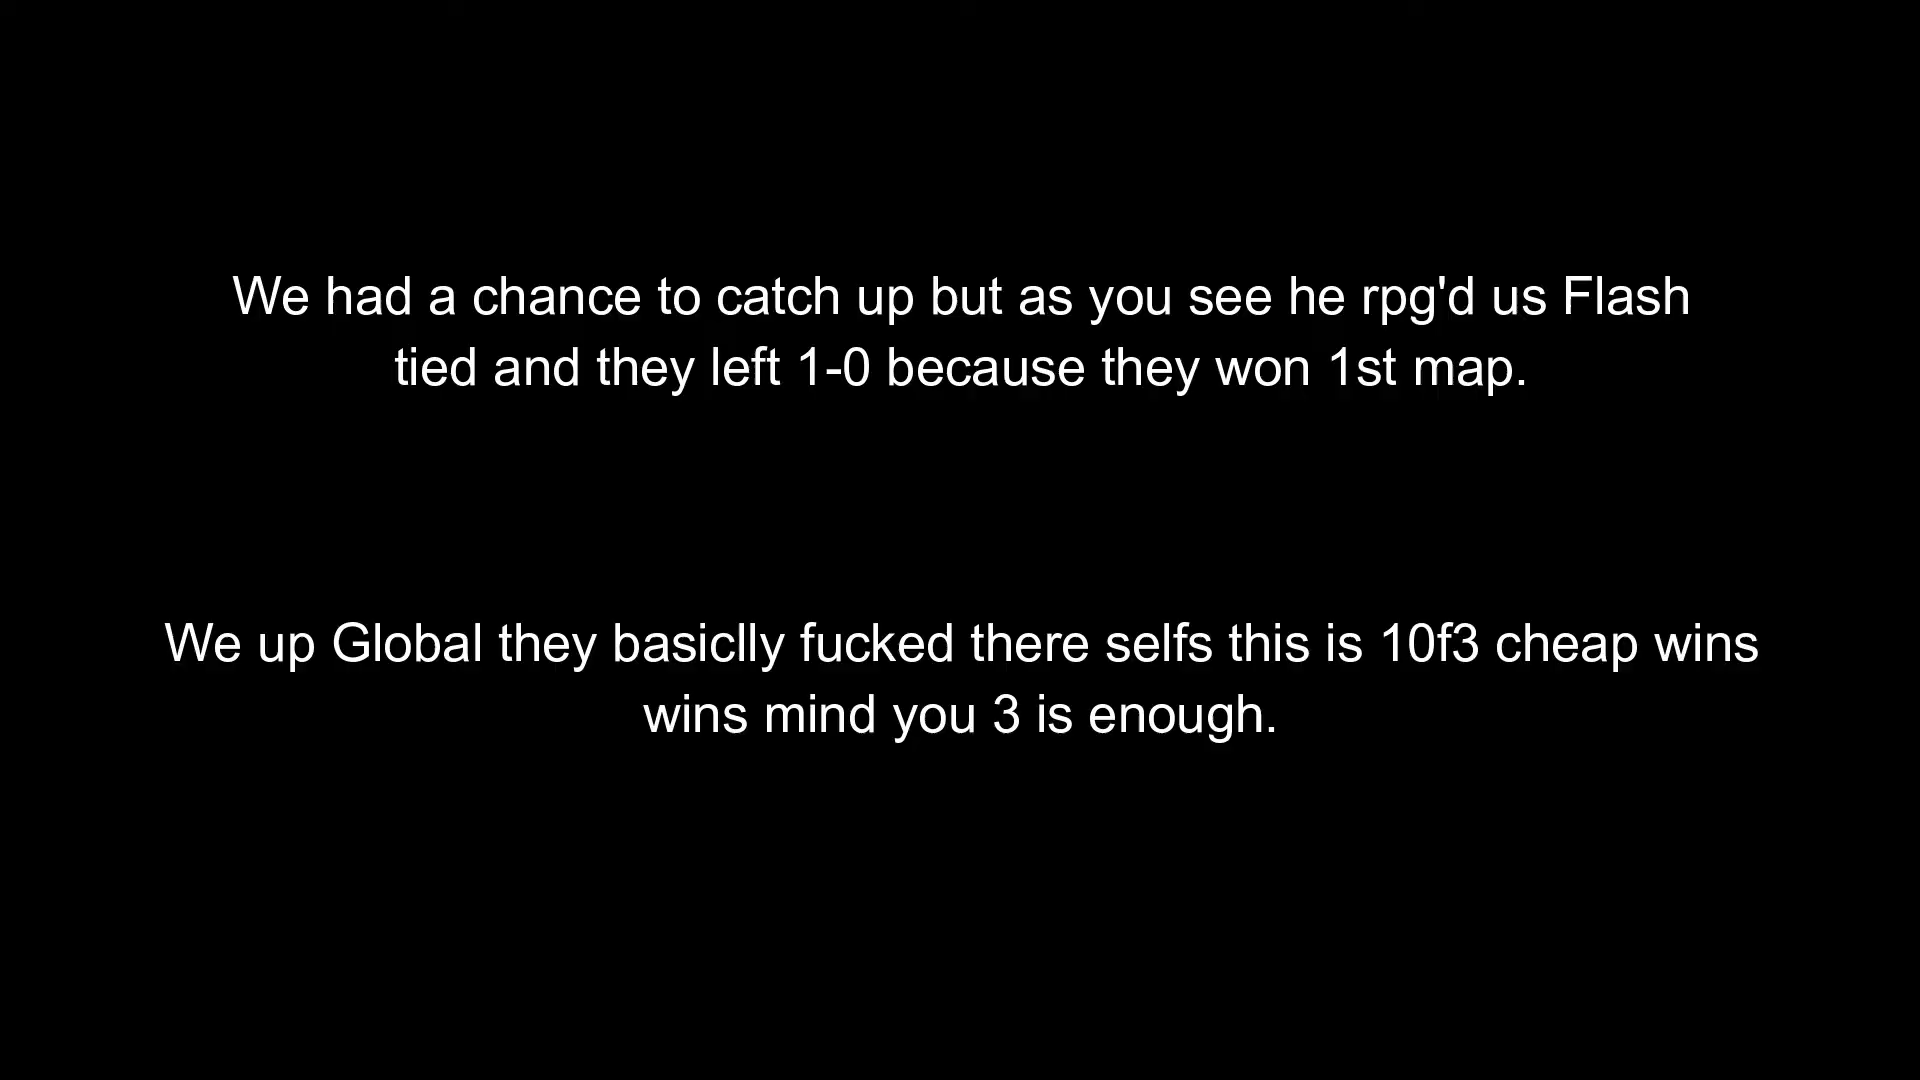 We had a chance to catch up but as you see he rpg'd us Flash
tied and they left 1-0 because they won 1st map.
We up Global they basiclly fucked there selfs this is 10f3 cheap wins
wins mind you 3 is enough.